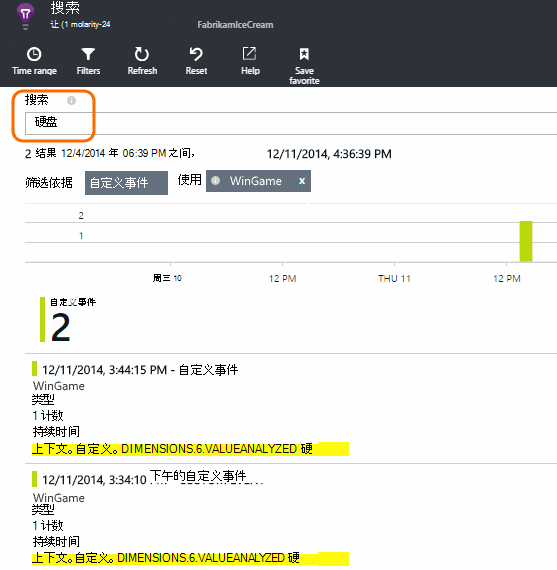 搜索
让 (1 molarity-24
FabrikamIceCream
Time range
Filters
Refresh
Reset
Help
Save favorite
搜索
硬盘
2 结果 12/4/2014 年 06:39 PM 之间, 12/11/2014, 4:36:39 PM
筛选依据 自定义事件 使用 WinGame x
2
1
周三 10 12 PM THU 11 12 PM
自定义事件
2
12/11/2014, 3:44:15 PM - 自定义事件
WinGame
类型
1 计数
持续时间
上下文。自定义。DIMENSIONS.6.VALUEANALYZED 硬
12/11/2014, 3:34:10 下午的自定义事件
WinGame
类型
1 计数
持续时间
上下文。自定义。DIMENSIONS.6.VALUEANALYZED 硬